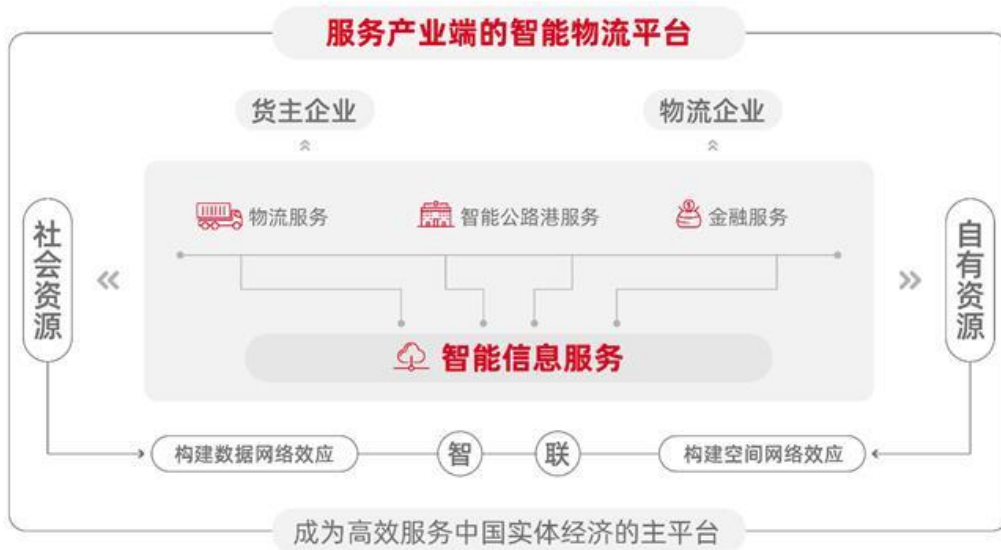 服务产业端的智能物流平台
货主企业
物流企业
物流服务
智能公路港服务
金融服务
社会资源
自有资源
智能信息服务
构建数据网络效应
智
联
构建空间网络效应
成为高效服务中国实体经济的主平台